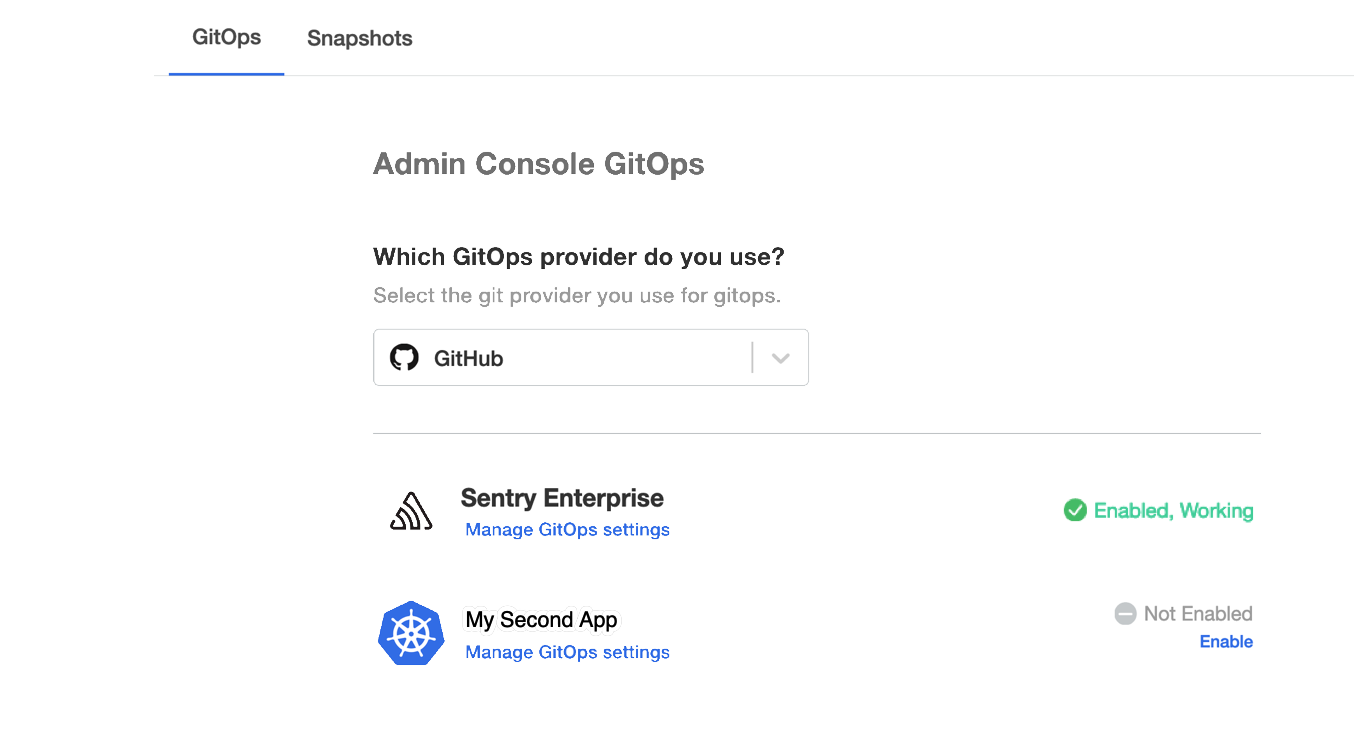 GitOps Snapshots
Admin Console GitOps
Which GitOps provider do you use?
Select the git provider you use for gitops.
GitHub
Sentry Enterprise
Manage GitOps settings
Enabled, Working
My Second App
Manage GitOps settings
Not Enabled
Enable